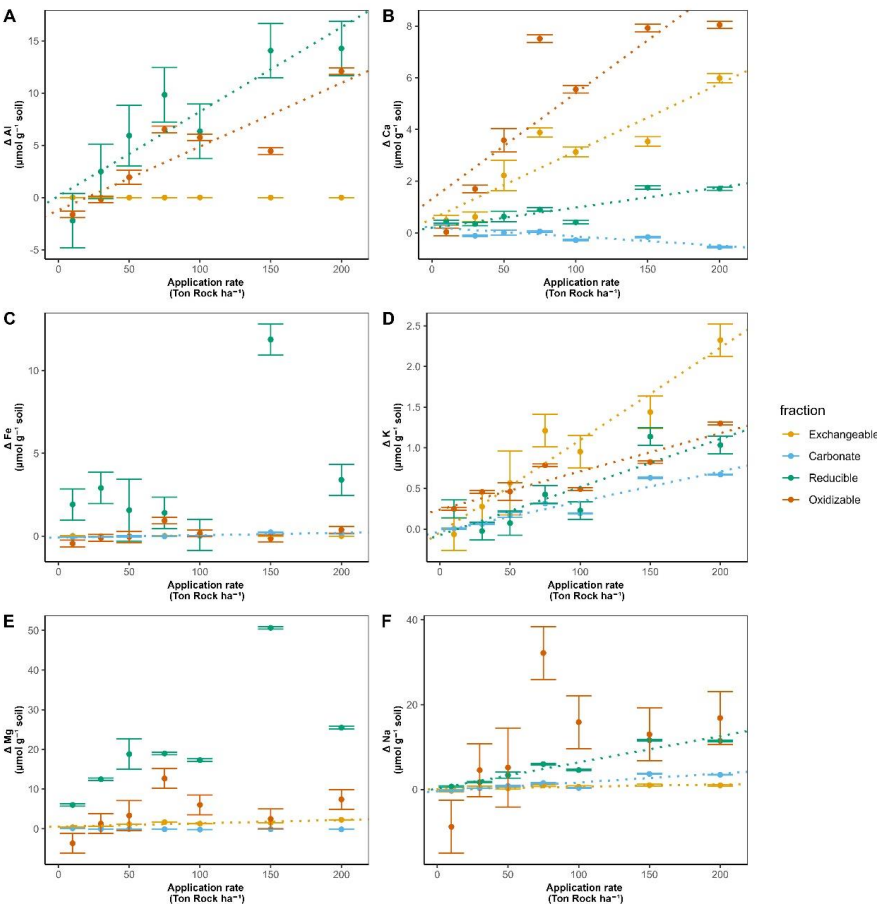 A
Δ Al
(μmol g⁻¹ soil)
15
10
5
0
-5
0
50
100
150
200
Application rate
(Ton Rock ha⁻¹)
B
Δ Ca
(μmol g⁻¹ soil)
8
6
4
2
0
0
50
100
150
200
Application rate
(Ton Rock ha⁻¹)
C
Δ Fe
(μmol g⁻¹ soil)
10
5
0
0
50
100
150
200
Application rate
(Ton Rock ha⁻¹)
D
Δ K
(μmol g⁻¹ soil)
2.5
2.0
1.5
1.0
0.5
0.0
0
50
100
150
200
Application rate
(Ton Rock ha⁻¹)
fraction
Exchangeable
Carbonate
Reducible
Oxidizable
E
Δ Mg
(μmol g⁻¹ soil)
50
40
30
20
10
0
0
50
100
150
200
Application rate
(Ton Rock ha⁻¹)
F
Δ Na
(μmol g⁻¹ soil)
40
20
0
0
50
100
150
200
Application rate
(Ton Rock ha⁻¹)